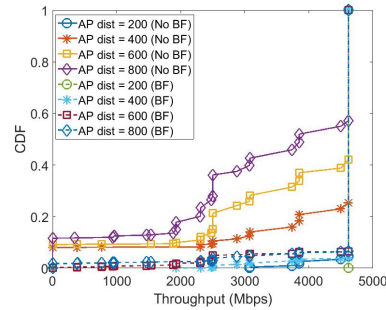 1
0.8
0.6
0.4
0.2
0
CDF
AP dist = 200 (No BF)
AP dist = 400 (No BF)
AP dist = 600 (No BF)
AP dist = 800 (No BF)
AP dist = 200 (BF)
AP dist = 400 (BF)
AP dist = 600 (BF)
AP dist = 800 (BF)
0 1000 2000 3000 4000 5000
Throughput (Mbps)